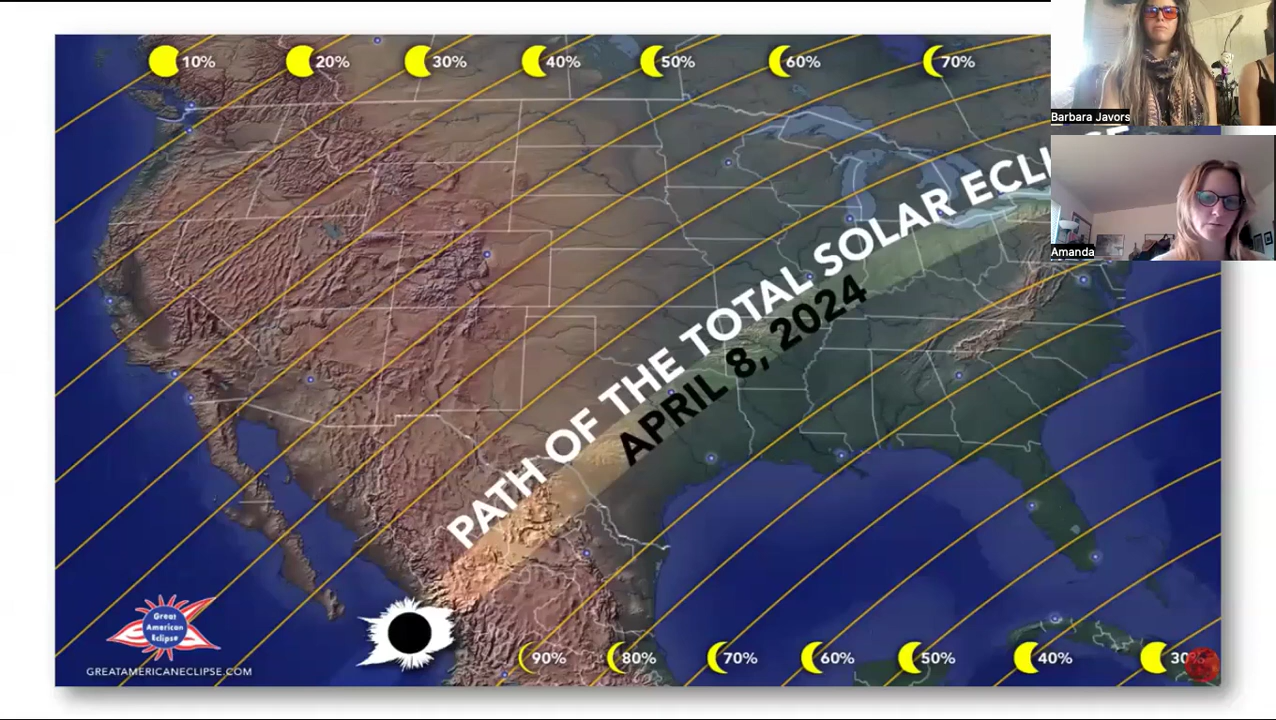 10%
20%
30%
40%
50%
60%
70%
Barbara Javors
PATH OF THE TOTAL SOLAR ECLI
APRIL 8, 2024
Amanda
Great
American
Eclipse
GREATAMERICANECLIPSE.COM
90%
80%
70%
60%
50%
40%
30%